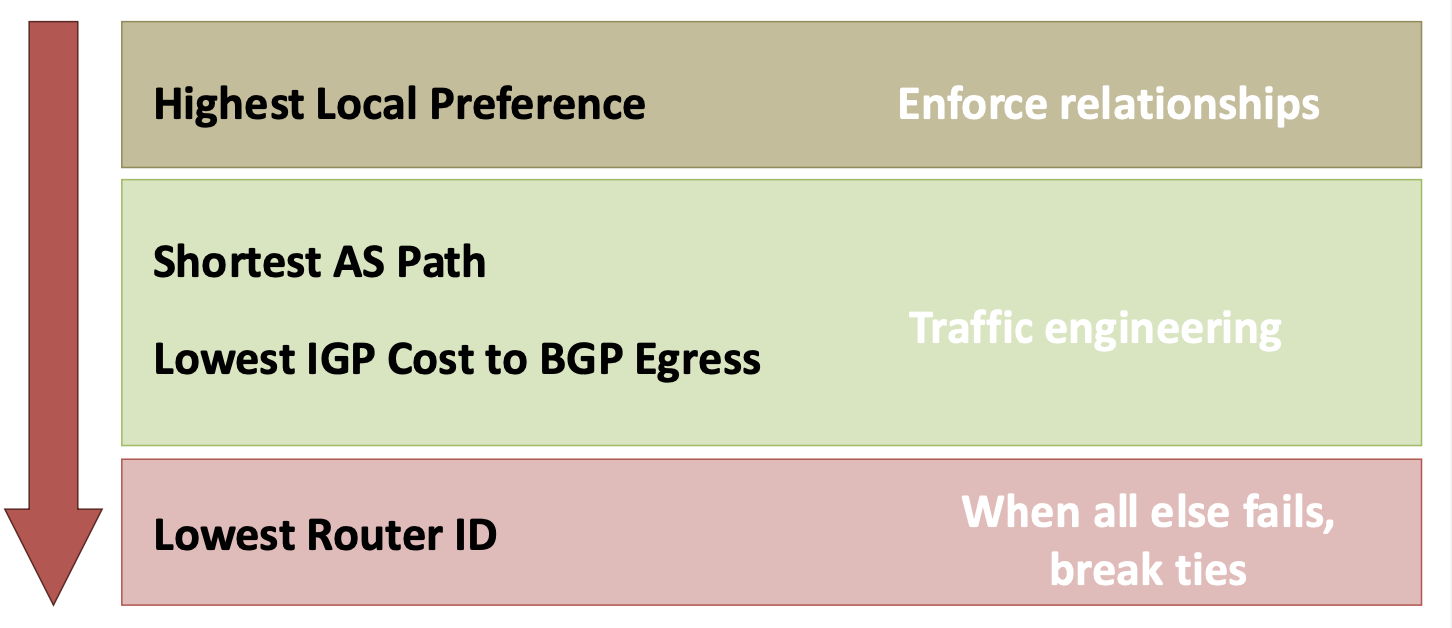 Highest Local Preference
Enforce relationships
Shortest AS Path
Lowest IGP Cost to BGP Egress
Traffic engineering
Lowest Router ID
When all else fails,
break ties